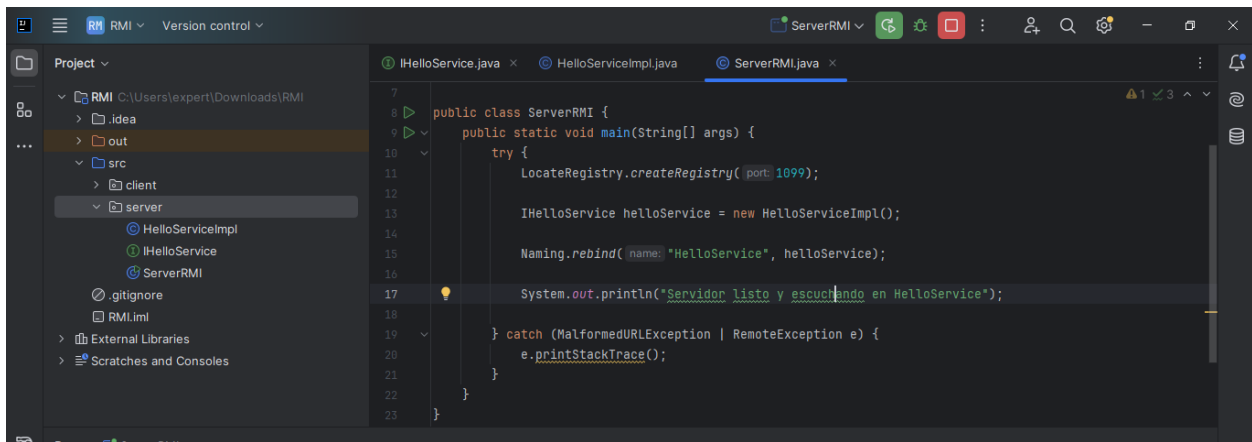 RM RMI Version control ServerRMI
Project
IHelloService.java HelloServiceImpl.java ServerRMI.java
RMI C:\Users\expert\Downloads\RMI
.idea
out
src
client
server
HelloServiceImpl
IHelloService
ServerRMI
.gitignore
RMI.iml
External Libraries
Scratches and Consoles
1 3
7
8 public class ServerRMI {
9 public static void main(String[] args) {
10 try {
11 LocateRegistry.createRegistry( port: 1099);
12
13 IHelloService helloService = new HelloServiceImpl();
14
15 Naming.rebind( name: "HelloService", helloService);
16
17 System.out.println("Servidor listo y escuchando en HelloService");
18
19 } catch (MalformedURLException | RemoteException e) {
20 e.printStackTrace();
21 }
22 }
23 }